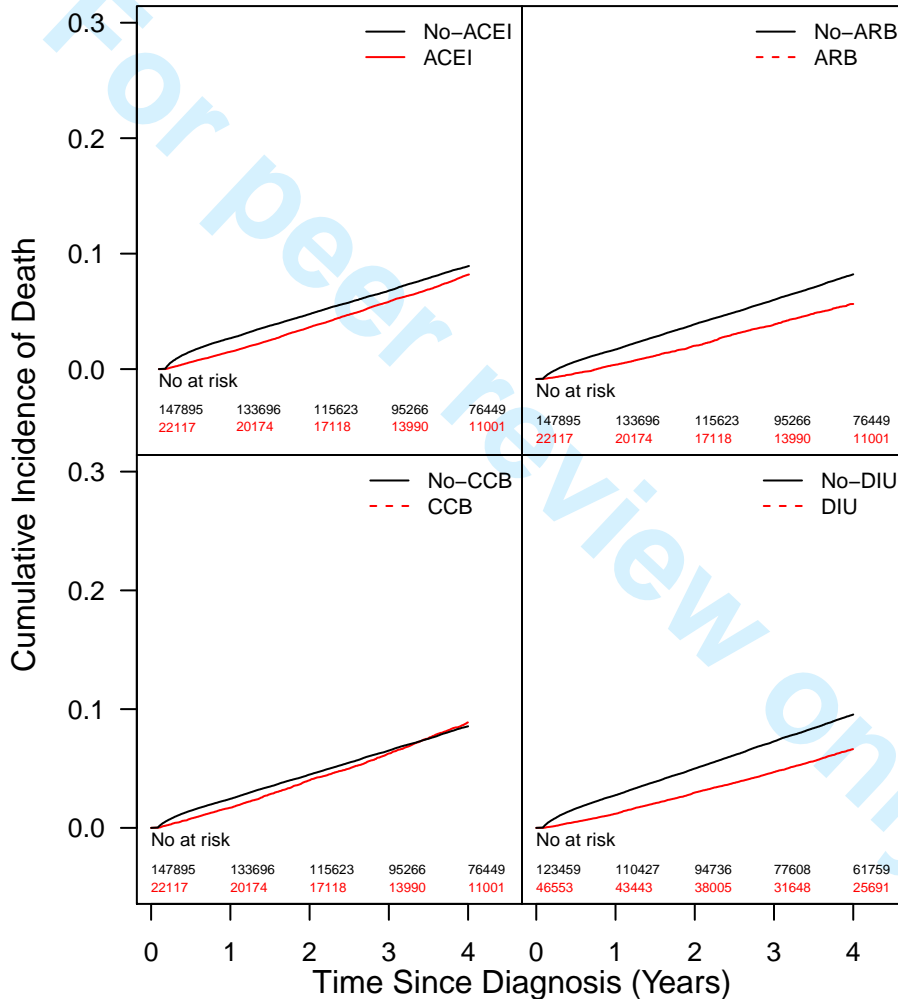 For peer review only
Cumulative Incidence of Death
0.3
0.2
0.1
0.0
No−ACEI
ACEI
No at risk
147895 133696 115623 95266 76449
22117 20174 17118 13990 11001
No−ARB
ARB
No at risk
147895 133696 115623 95266 76449
22117 20174 17118 13990 11001
0.3
0.2
0.1
0.0
No−CCB
CCB
No at risk
147895 133696 115623 95266 76449
22117 20174 17118 13990 11001
No−DIU
DIU
No at risk
123459 110427 94736 77608 61759
46553 43443 38005 31648 25691
0 1 2 3 4 0 1 2 3 4
Time Since Diagnosis (Years)